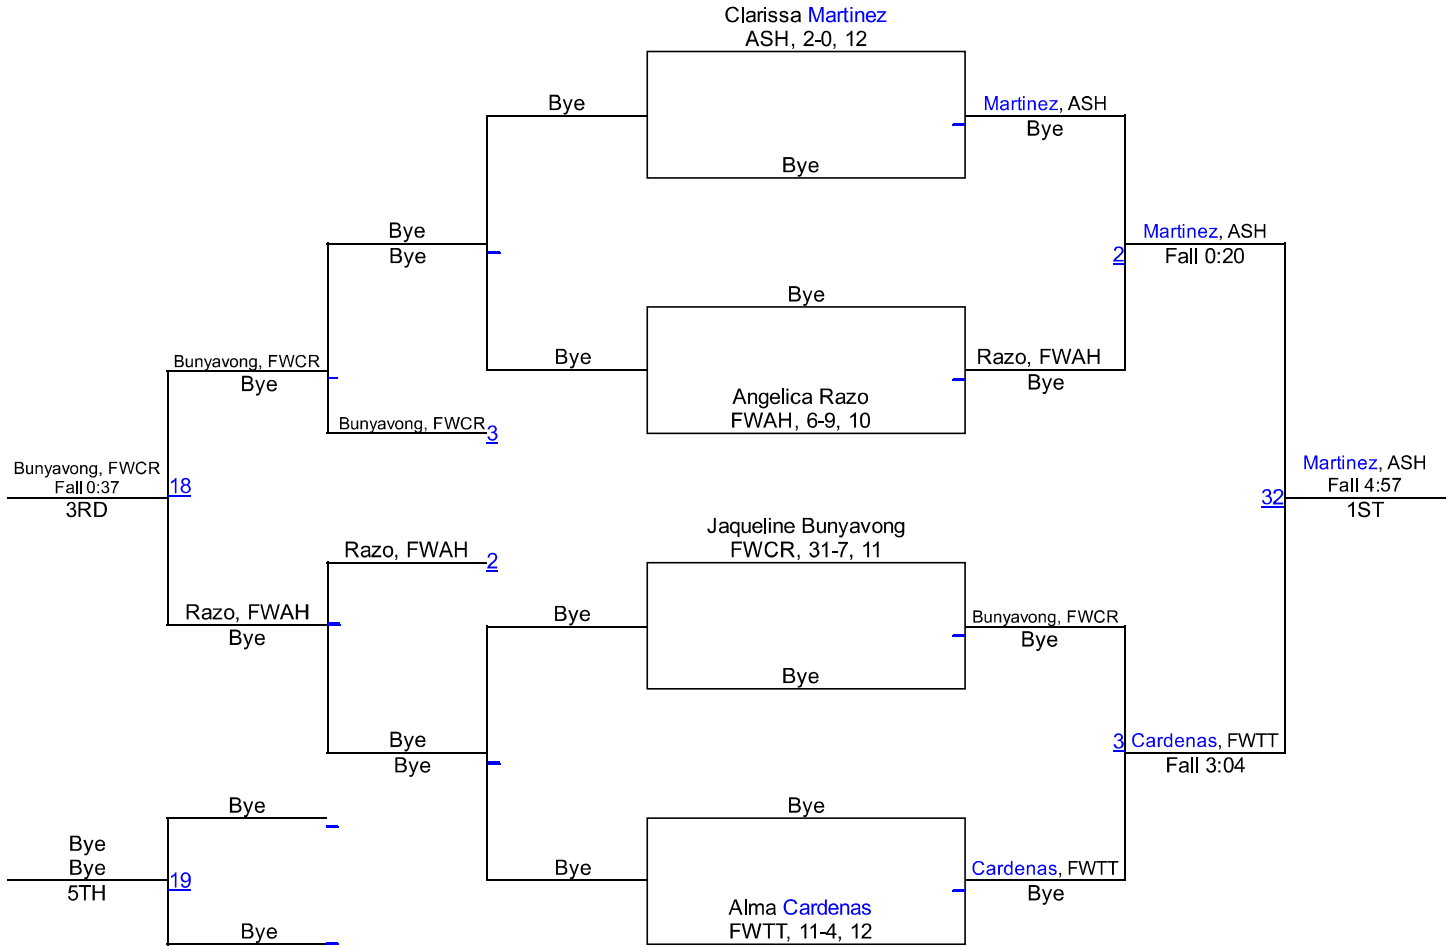 Clarissa Martinez
ASH, 2-0, 12
Bye
Martinez, ASH
Bye
Bye
Bye
Bye
Martinez, ASH
2
Fall 0:20
Bye
Bye
Razo, FWAH
Bye
Bunyavong, FWCR
Bye
Angelica Razo
FWAH, 6-9, 10
Bunyavong, FWCR
3
Bunyavong, FWCR
Fall 0:37
3RD
18
Martinez, ASH
Fall 4:57
1ST
32
Jaqueline Bunyavong
FWCR, 31-7, 11
Razo, FWAH
2
Razo, FWAH
Bye
Bye
Bunyavong, FWCR
Bye
Bye
Bye
Bye
3
Cardenas, FWTT
Fall 3:04
Bye
Bye
Bye
Bye
5TH
19
Bye
Cardenas, FWTT
Bye
Alma Cardenas
FWTT, 11-4, 12
Bye